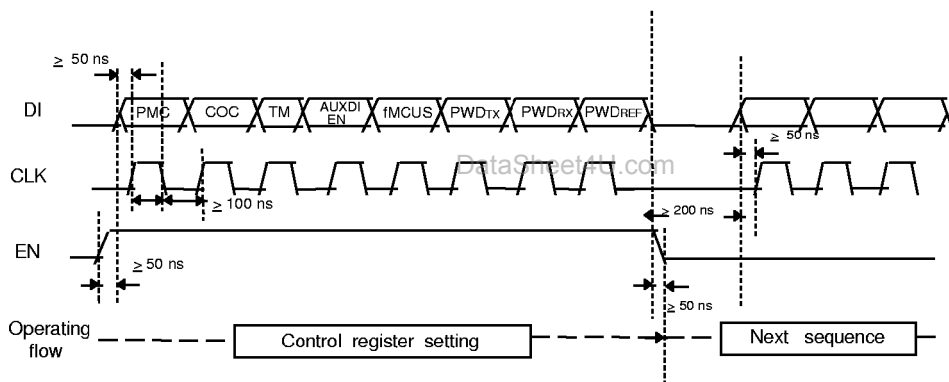 ≥ 50 ns
DI
PMC COC TM AUXDI EN fMCUS PWDTX PWDRX PWDREF
≥ 50 ns
DataSheet4U.com
CLK
≥ 100 ns
≥ 200 ns
EN
≥ 50 ns
≥ 50 ns
Operating flow
Control register setting
Next sequence